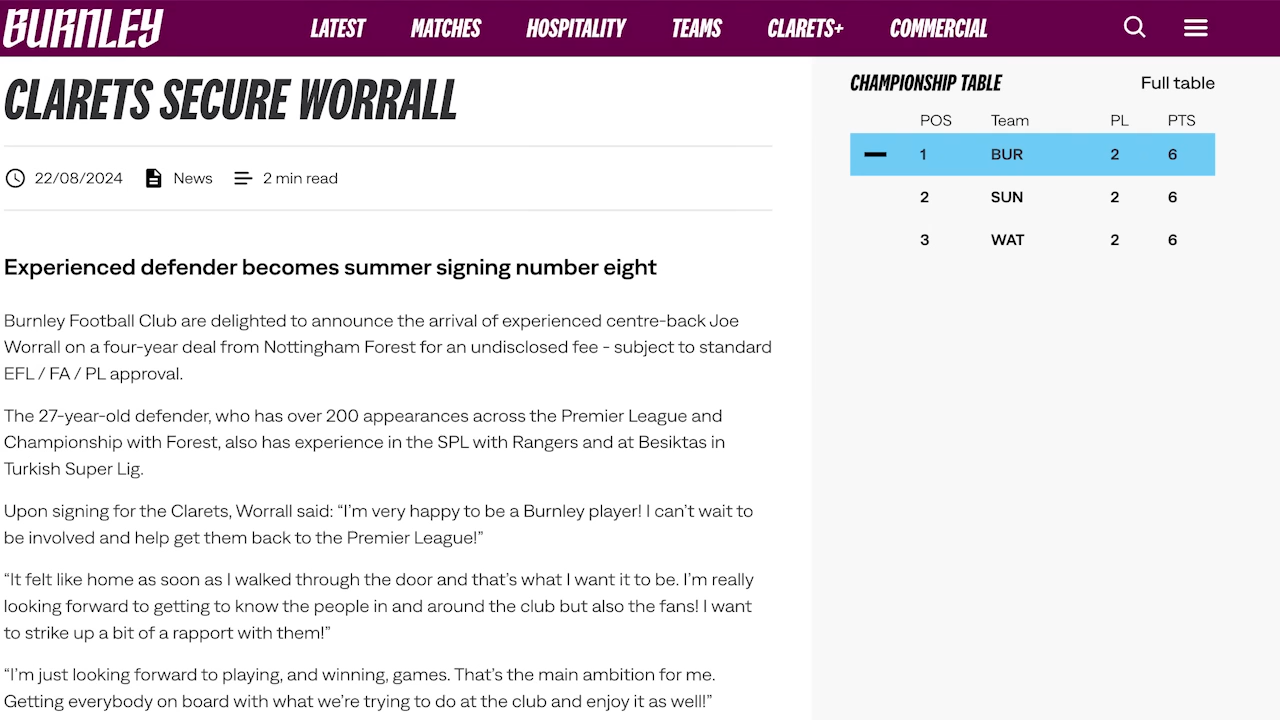 BURNLEY
LATEST MATCHES HOSPITALITY TEAMS CLARETS+ COMMERCIAL
CLARETS SECURE WORRALL
22/08/2024 News 2 min read
Experienced defender becomes summer signing number eight
Burnley Football Club are delighted to announce the arrival of experienced centre-back Joe
Worrall on a four-year deal from Nottingham Forest for an undisclosed fee - subject to standard
EFL / FA / PL approval.
The 27-year-old defender, who has over 200 appearances across the Premier League and
Championship with Forest, also has experience in the SPL with Rangers and at Besiktas in
Turkish Super Lig.
Upon signing for the Clarets, Worrall said: “I’m very happy to be a Burnley player! I can’t wait to
be involved and help get them back to the Premier League!”
“It felt like home as soon as I walked through the door and that’s what I want it to be. I’m really
looking forward to getting to know the people in and around the club but also the fans! I want
to strike up a bit of a rapport with them!”
“I’m just looking forward to playing, and winning, games. That’s the main ambition for me.
Getting everybody on board with what we’re trying to do at the club and enjoy it as well!”
CHAMPIONSHIP TABLE Full table
POS Team PL PTS
1 BUR 2 6
2 SUN 2 6
3 WAT 2 6